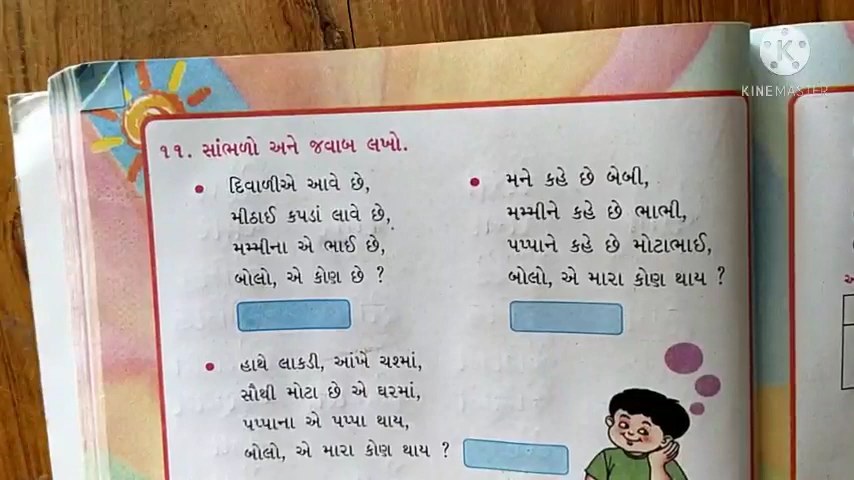 KINEMASTER
૧૧. સાંભળો અને જવાબ લખો.
દિવાળીએ આવે છે,
મીઠાઈ કપડાં લાવે છે,
મમ્મીના એ ભાઈ છે,
બોલો, એ કોણ છે ?
મને કહે છે બેબી,
મમ્મીને કહે છે ભાભી,
પપ્પાને કહે છે મોટાભાઈ,
બોલો, એ મારા કોણ થાય ?
હાથે લાકડી, આંખે ચશ્માં,
સૌથી મોટા છે એ ઘરમાં,
પપ્પાના એ પપ્પા થાય,
બોલો, એ મારા કોણ થાય ?